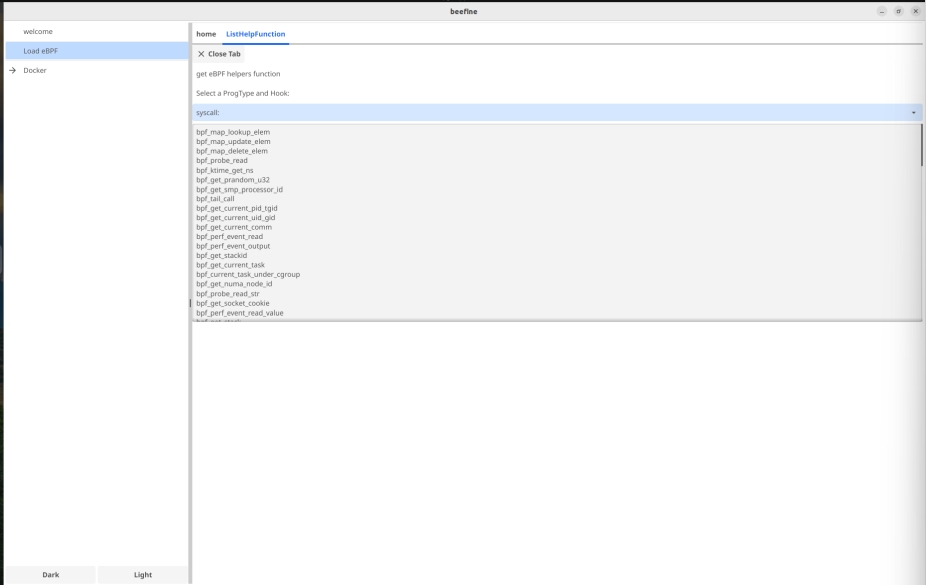 beefine
welcome
Load eBPF
Docker
home ListHelpFunction
Close Tab
get eBPF helpers function
Select a ProgType and Hook:
syscall:
bpf_map_lookup_elem
bpf_map_update_elem
bpf_map_delete_elem
bpf_probe_read
bpf_ktime_get_ns
bpf_get_prandom_u32
bpf_get_smp_processor_id
bpf_tail_call
bpf_get_current_pid_tgid
bpf_get_current_uid_gid
bpf_get_current_comm
bpf_perf_event_read
bpf_perf_event_output
bpf_get_stackid
bpf_get_current_task
bpf_current_task_under_cgroup
bpf_get_numa_node_id
bpf_probe_read_str
bpf_get_socket_cookie
bpf_perf_event_read_value
Dark Light